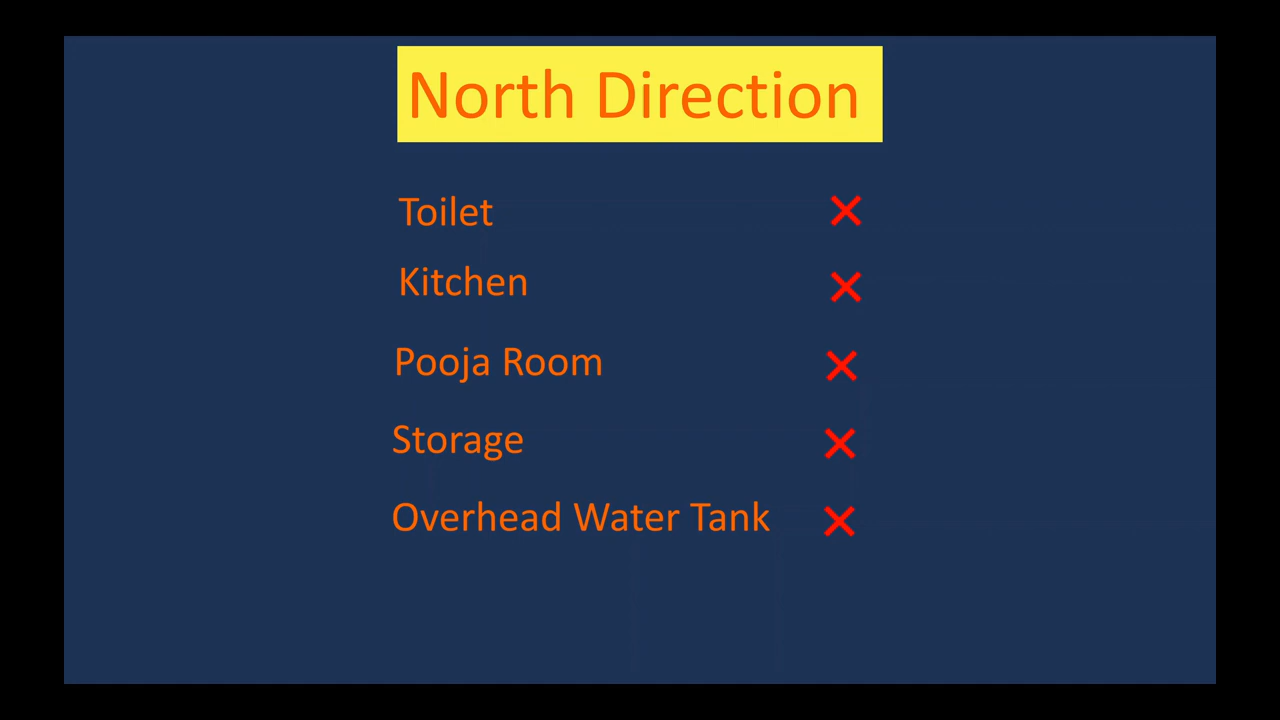 North Direction
Toilet
Kitchen
Pooja Room
Storage
Overhead Water Tank